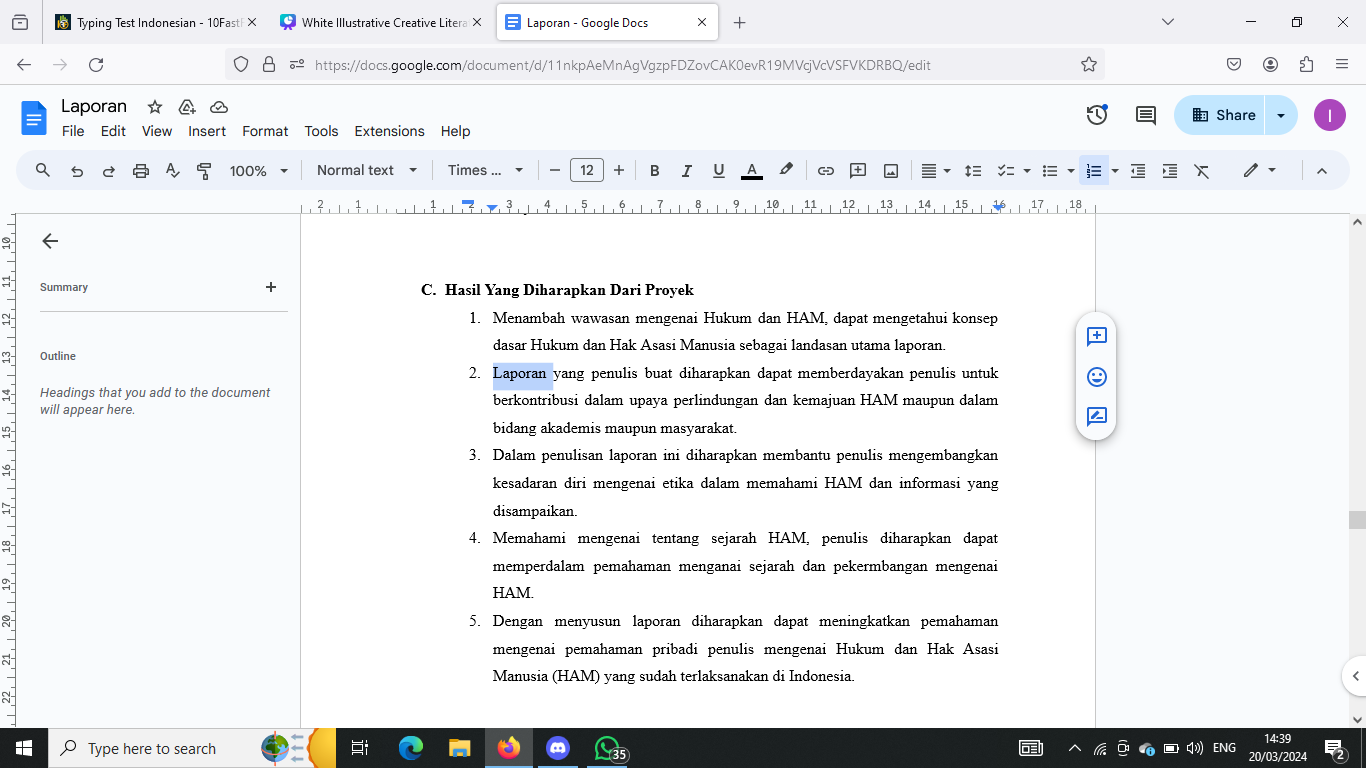 Typing Test Indonesian - 10FastF
White Illustrative Creative Litera
Laporan - Google Docs
https://docs.google.com/document/d/11nkpAeMnAgVgzpFDZovCAK0evR19MVcjVcVSFVKDRBQ/edit
Laporan
File Edit View Insert Format Tools Extensions Help
Share
I
100% Normal text Times ... 12 B I U A
2 1 1 2 3 4 5 6 7 8 9 10 11 12 13 14 15 16 17 18
10
11
12
13
14
15
16
17
18
19
20
21
22
Summary
Outline
Headings that you add to the document
will appear here.
C. Hasil Yang Diharapkan Dari Proyek
1. Menambah wawasan mengenai Hukum dan HAM, dapat mengetahui konsep
dasar Hukum dan Hak Asasi Manusia sebagai landasan utama laporan.
2. Laporan yang penulis buat diharapkan dapat memberdayakan penulis untuk
berkontribusi dalam upaya perlindungan dan kemajuan HAM maupun dalam
bidang akademis maupun masyarakat.
3. Dalam penulisan laporan ini diharapkan membantu penulis mengembangkan
kesadaran diri mengenai etika dalam memahami HAM dan informasi yang
disampaikan.
4. Memahami mengenai tentang sejarah HAM, penulis diharapkan dapat
memperdalam pemahaman menganai sejarah dan pekermbangan mengenai
HAM.
5. Dengan menyusun laporan diharapkan dapat meningkatkan pemahaman
mengenai pemahaman pribadi penulis mengenai Hukum dan Hak Asasi
Manusia (HAM) yang sudah terlaksanakan di Indonesia.
Type here to search
35
ENG
14:39
20/03/2024
2